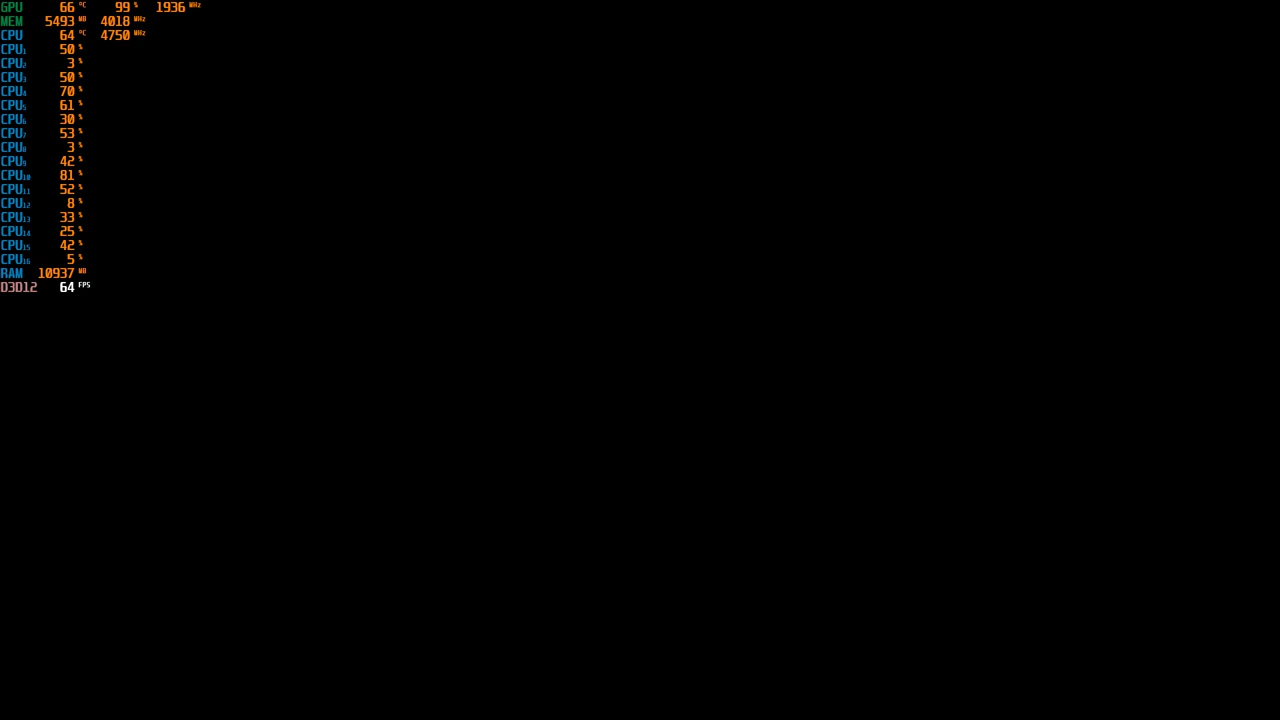 GPU 66 °C 99 % 1936 MHz
MEM 5493 MB 4018 MHz
CPU 64 °C 4750 MHz
CPU1 50 %
CPU2 3 %
CPU3 50 %
CPU4 70 %
CPU5 61 %
CPU6 30 %
CPU7 53 %
CPU8 3 %
CPU9 42 %
CPU10 81 %
CPU11 52 %
CPU12 8 %
CPU13 33 %
CPU14 25 %
CPU15 42 %
CPU16 5 %
RAM 10937 MB
D3D12 64 FPS